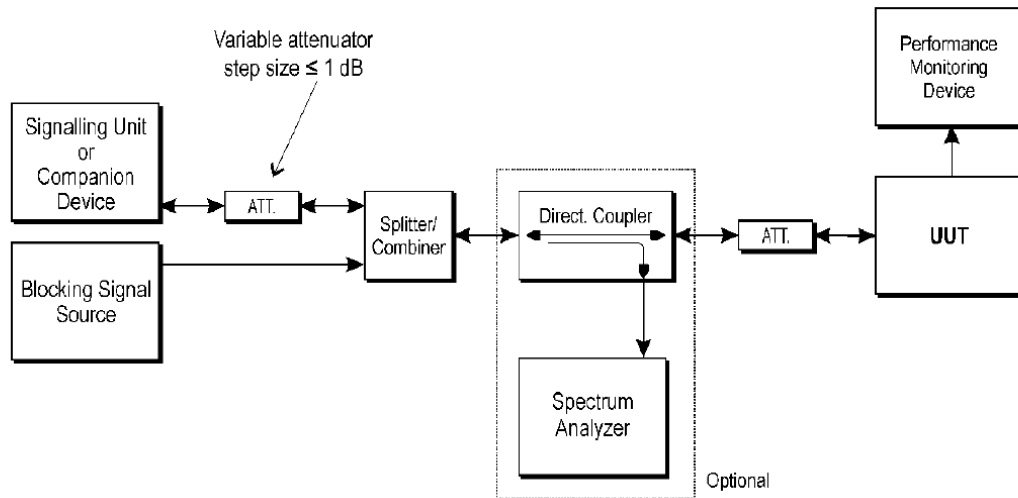 Variable attenuator
step size ≤ 1 dB
Performance
Monitoring
Device
Signalling Unit
or
Companion
Device
ATT.
Splitter/
Combiner
Direct. Coupler
ATT.
UUT
Blocking Signal
Source
Spectrum
Analyzer
Optional